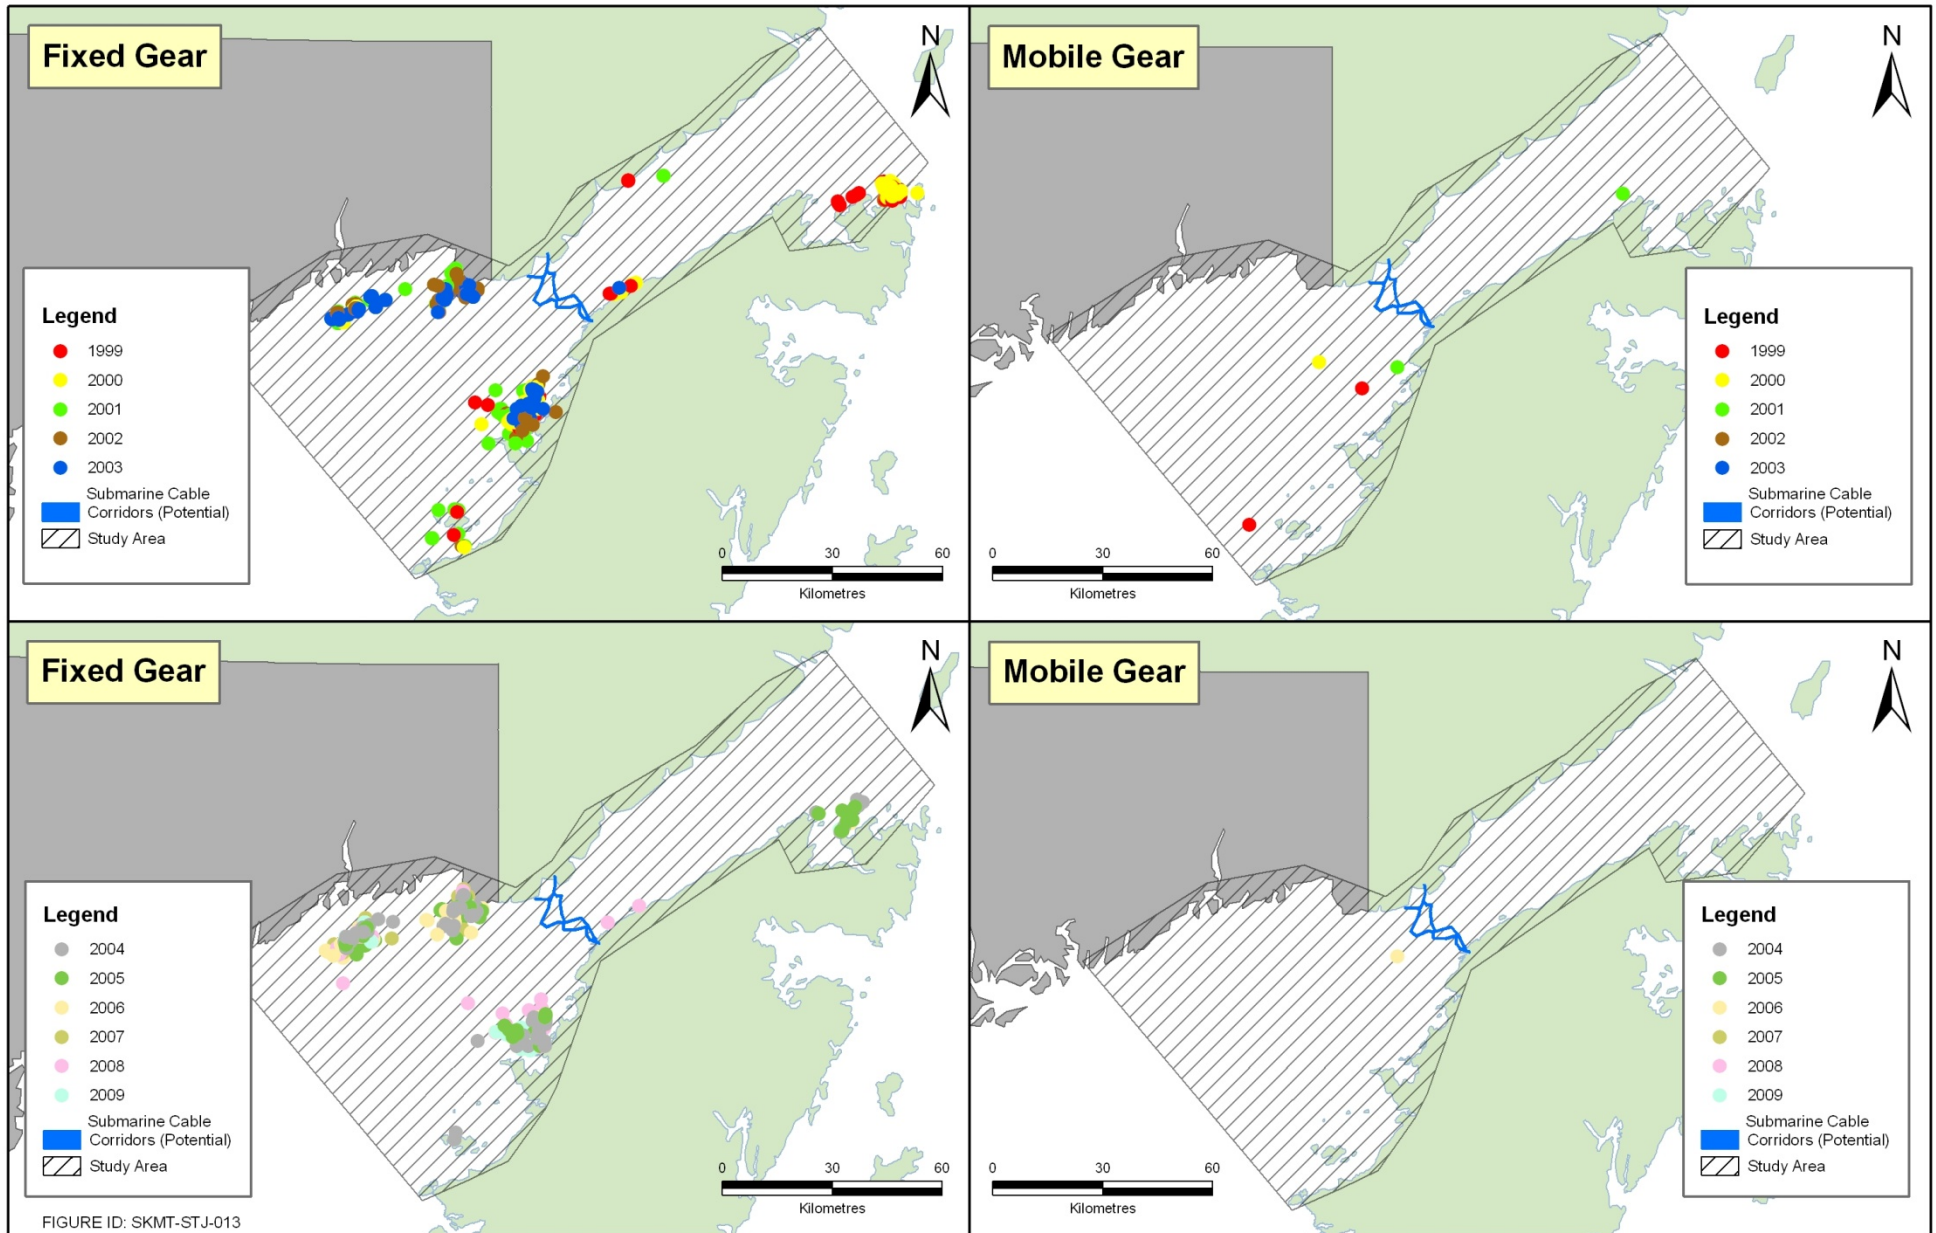 Fixed Gear
N
Legend
1999
2000
2001
2002
2003
Submarine Cable
Corridors (Potential)
Study Area
0 30 60
Kilometres
Mobile Gear
N
Legend
1999
2000
2001
2002
2003
Submarine Cable
Corridors (Potential)
Study Area
0 30 60
Kilometres
Fixed Gear
N
Legend
2004
2005
2006
2007
2008
2009
Submarine Cable
Corridors (Potential)
Study Area
0 30 60
Kilometres
FIGURE ID: SKMT-STJ-013
Mobile Gear
N
Legend
2004
2005
2006
2007
2008
2009
Submarine Cable
Corridors (Potential)
Study Area
0 30 60
Kilometres